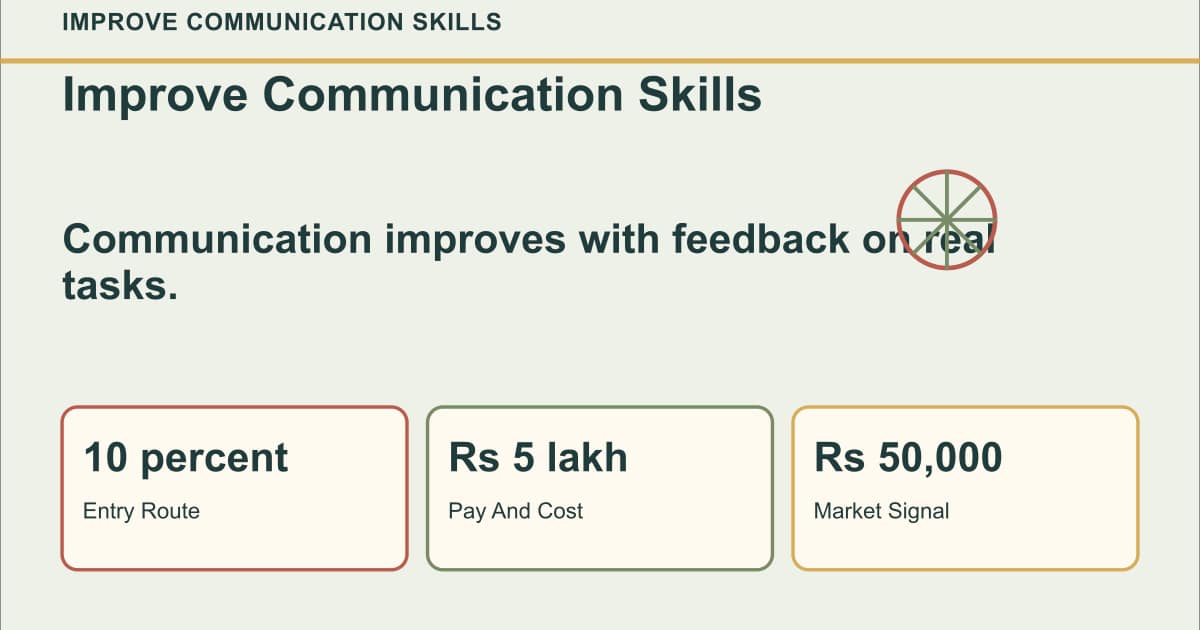 IMPROVE COMMUNICATION SKILLS
Improve Communication Skills
Communication improves with feedback on real
tasks.
10 percent
Entry Route
Rs 5 lakh
Pay And Cost
Rs 50,000
Market Signal